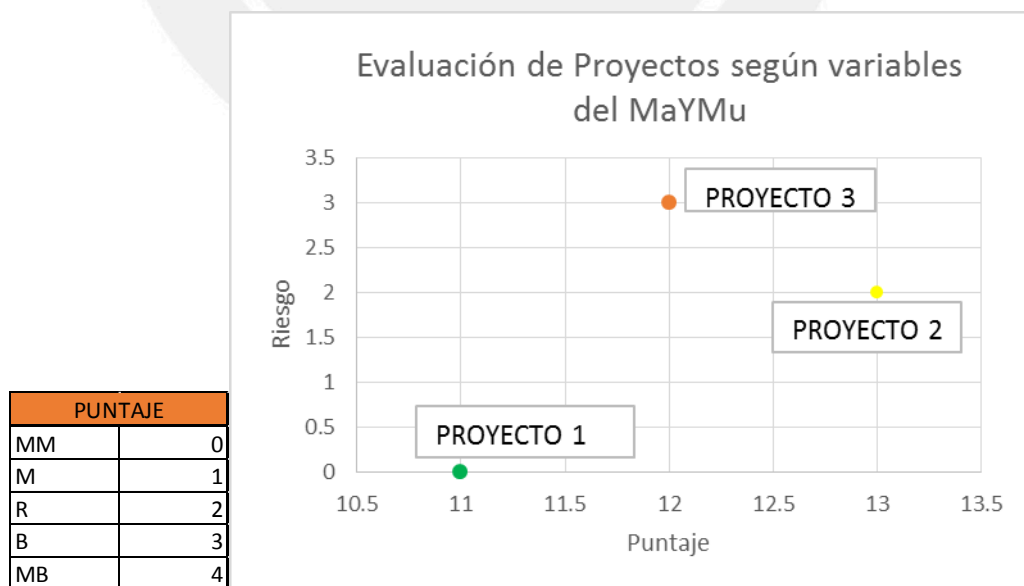 Evaluación de Proyectos según variables
del MaYMu
3.5
3
2.5
2
1.5
1
0.5
0
Riesgo
PROYECTO 3
PROYECTO 2
PROYECTO 1
10.5 11 11.5 12 12.5 13 13.5
Puntaje
PUNTAJE
MM 0
M 1
R 2
B 3
MB 4